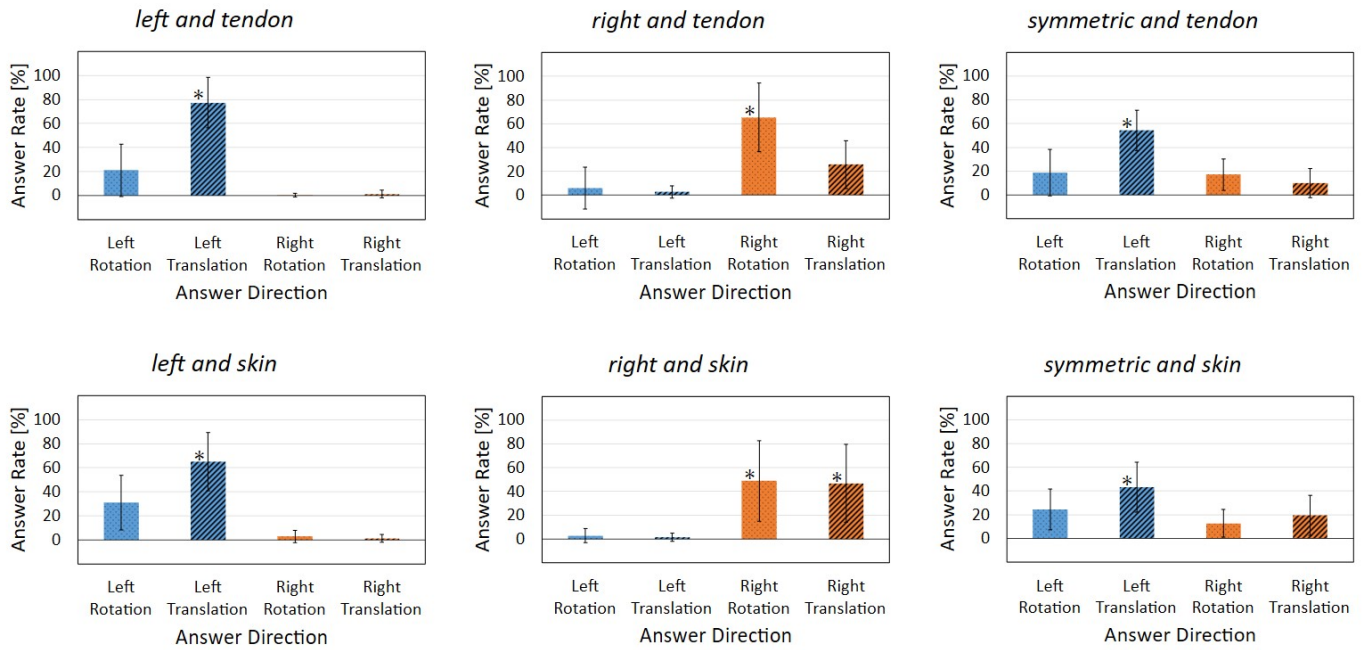 left and tendon
Answer Rate [%]
100
80
60
40
20
0
*
Left Rotation
Left Translation
Right Rotation
Right Translation
Answer Direction
right and tendon
Answer Rate [%]
100
80
60
40
20
0
*
Left Rotation
Left Translation
Right Rotation
Right Translation
Answer Direction
symmetric and tendon
Answer Rate [%]
100
80
60
40
20
0
*
Left Rotation
Left Translation
Right Rotation
Right Translation
Answer Direction
left and skin
Answer Rate [%]
100
80
60
40
20
0
*
Left Rotation
Left Translation
Right Rotation
Right Translation
Answer Direction
right and skin
Answer Rate [%]
100
80
60
40
20
0
*
*
Left Rotation
Left Translation
Right Rotation
Right Translation
Answer Direction
symmetric and skin
Answer Rate [%]
100
80
60
40
20
0
*
Left Rotation
Left Translation
Right Rotation
Right Translation
Answer Direction